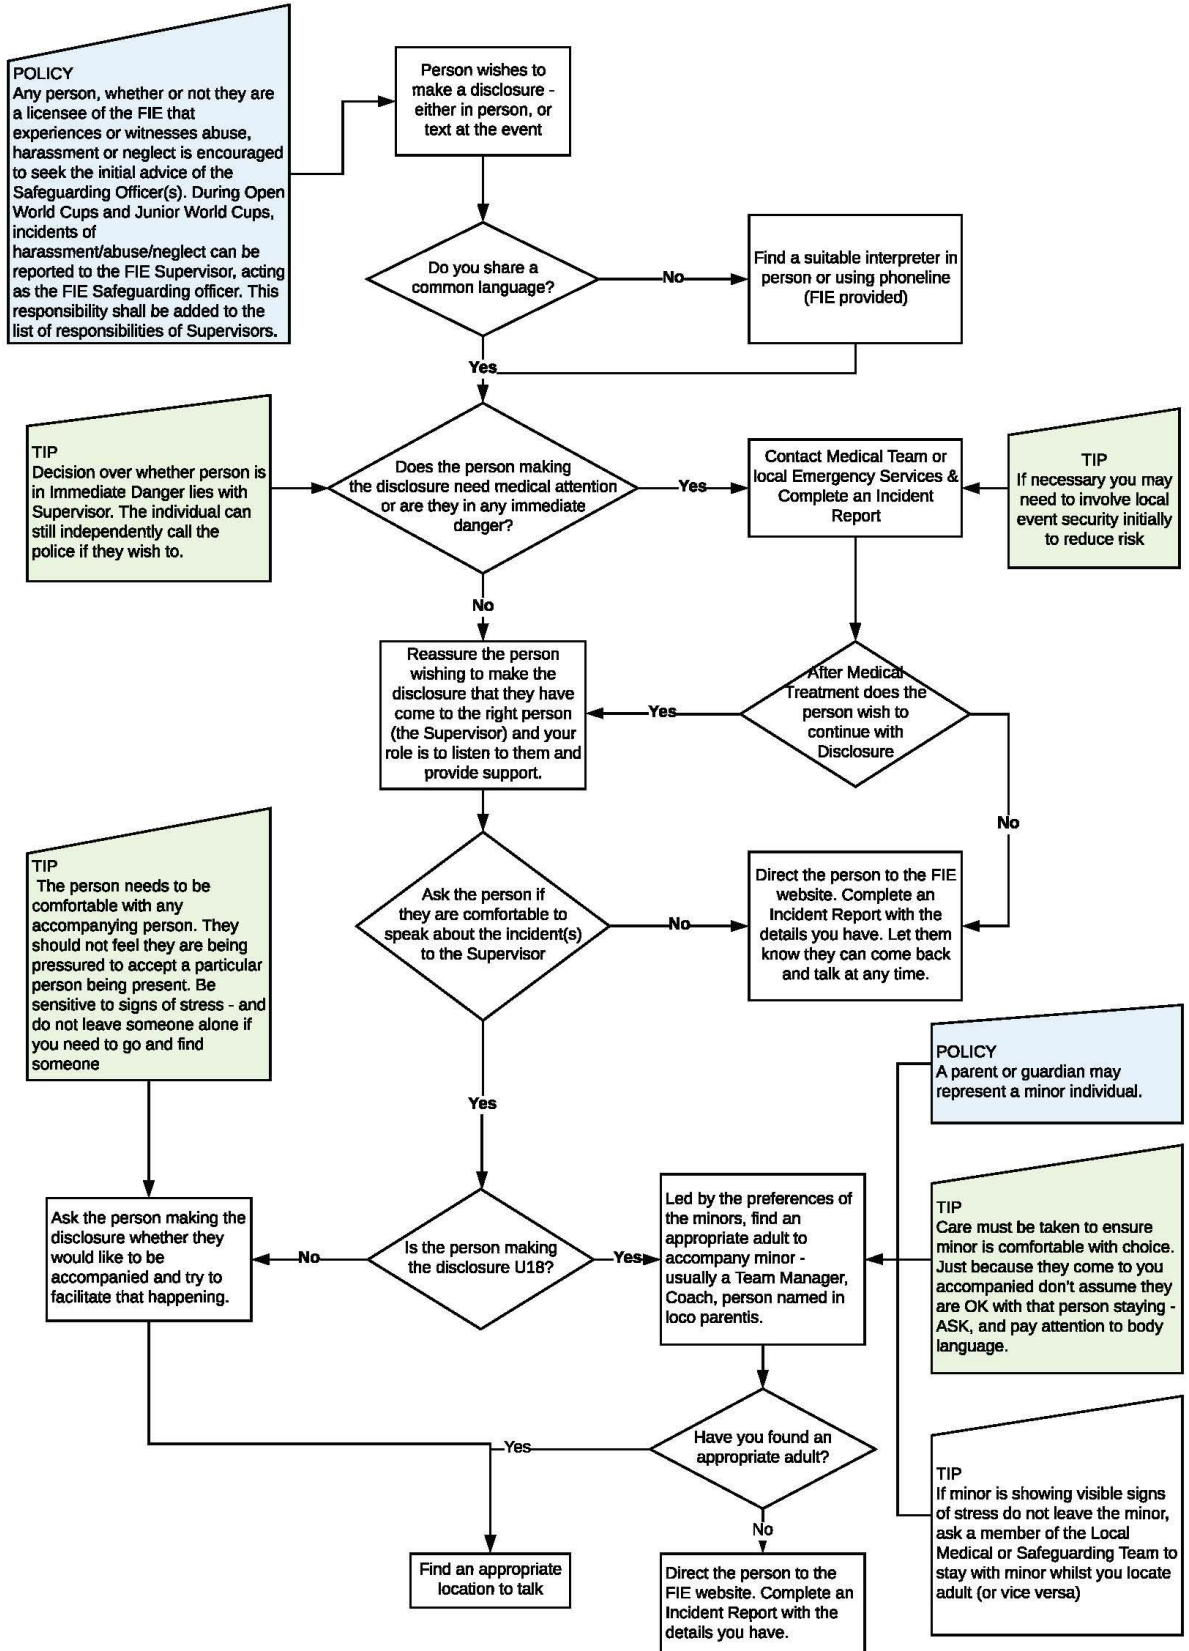 POLICY
Any person, whether or not they are
a licensee of the FIE that
experiences or witnesses abuse,
harassment or neglect is encouraged
to seek the initial advice of the
Safeguarding Officer(s). During Open
World Cups and Junior World Cups,
incidents of
harassment/abuse/neglect can be
reported to the FIE Supervisor, acting
as the FIE Safeguarding officer. This
responsibility shall be added to the
list of responsibilities of Supervisors.
Person wishes to
make a disclosure -
either in person, or
text at the event
Do you share a
common language?
No
Find a suitable interpreter in
person or using phoneline
(FIE provided)
Yes
TIP
Decision over whether person is
in Immediate Danger lies with
Supervisor. The individual can
still independently call the
police if they wish to.
Does the person making
the disclosure need medical attention
or are they in any immediate
danger?
Yes
Contact Medical Team or
local Emergency Services &
Complete an Incident
Report
TIP
If necessary you may
need to involve local
event security initially
to reduce risk
No
Reassure the person
wishing to make the
disclosure that they have
come to the right person
(the Supervisor) and your
role is to listen to them and
provide support.
Yes
After Medical
Treatment does the
person wish to
continue with
Disclosure
No
TIP
The person needs to be
comfortable with any
accompanying person. They
should not feel they are being
pressured to accept a particular
person being present. Be
sensitive to signs of stress - and
do not leave someone alone if
you need to go and find
someone
Ask the person if
they are comfortable to
speak about the incident(s)
to the Supervisor
No
Direct the person to the FIE
website. Complete an
Incident Report with the
details you have. Let them
know they can come back
and talk at any time.
Yes
POLICY
A parent or guardian may
represent a minor individual.
Ask the person making the
disclosure whether they
would like to be
accompanied and try to
facilitate that happening.
No
Is the person making
the disclosure U18?
Yes
Led by the preferences of
the minors, find an
appropriate adult to
accompany minor -
usually a Team Manager,
Coach, person named in
loco parentis.
TIP
Care must be taken to ensure
minor is comfortable with choice.
Just because they come to you
accompanied don't assume they
are OK with that person staying -
ASK, and pay attention to body
language.
Have you found an
appropriate adult?
Yes
No
TIP
If minor is showing visible signs
of stress do not leave the minor,
ask a member of the Local
Medical or Safeguarding Team to
stay with minor whilst you locate
adult (or vice versa)
Find an appropriate
location to talk
Direct the person to the
FIE website. Complete an
Incident Report with the
details you have.